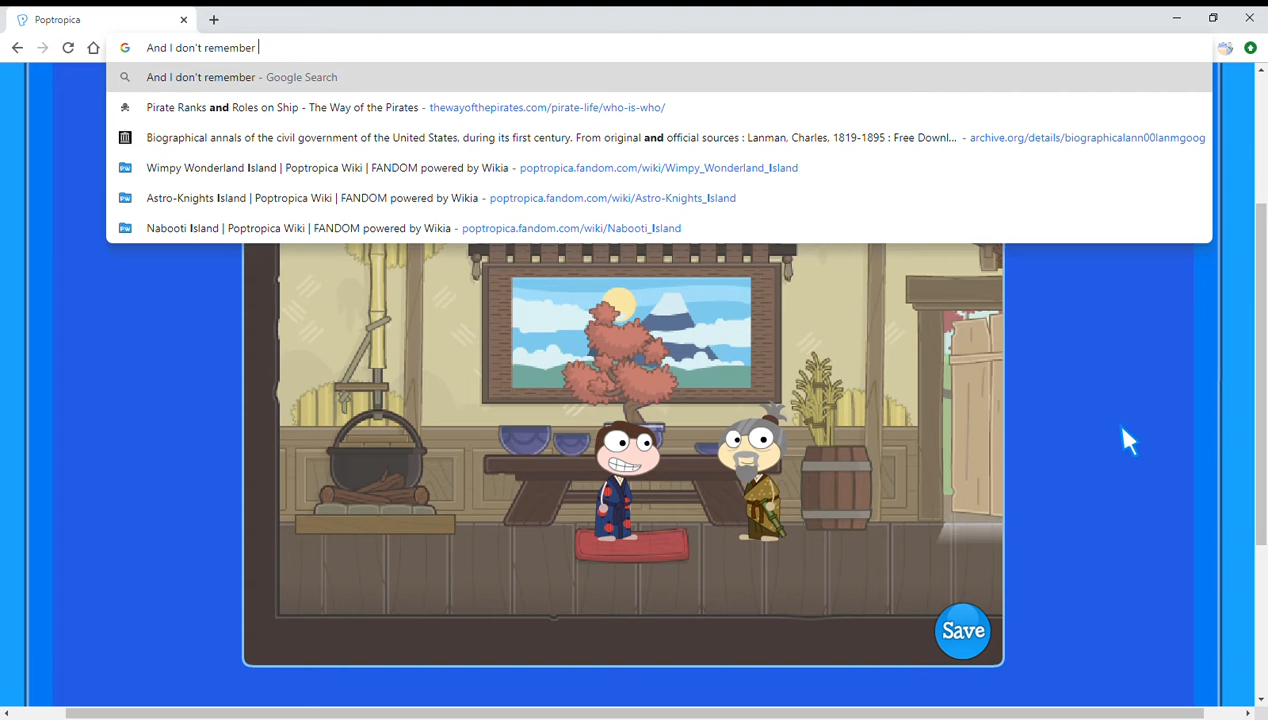 Poptropica
And I don't remember
And I don't remember - Google Search
Pirate Ranks and Roles on Ship - The Way of the Pirates - thewayofthepirates.com/pirate-life/who-is-who/
Biographical annals of the civil government of the United States, during its first century. From original and official sources : Lanman, Charles, 1819-1895 : Free Downl... - archive.org/details/biographicalann00lanmgoog
Wimpy Wonderland Island | Poptropica Wiki | FANDOM powered by Wikia - poptropica.fandom.com/wiki/Wimpy_Wonderland_Island
Astro-Knights Island | Poptropica Wiki | FANDOM powered by Wikia - poptropica.fandom.com/wiki/Astro-Knights_Island
Nabooti Island | Poptropica Wiki | FANDOM powered by Wikia - poptropica.fandom.com/wiki/Nabooti_Island
Save